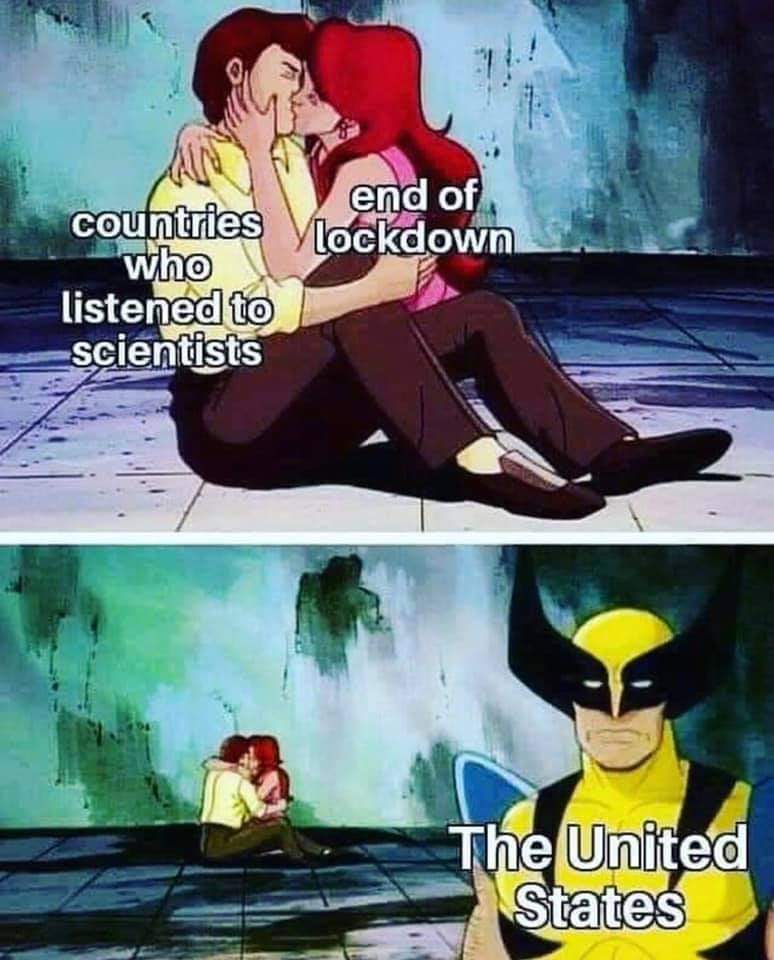 countries
who
listened to
scientists
end of
lockdown
The United
States